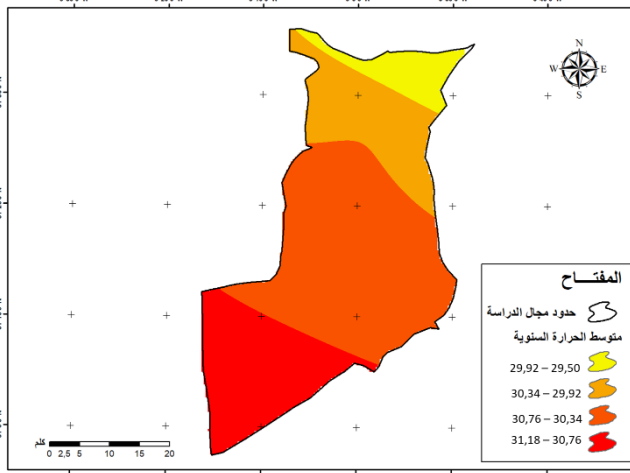 N
W E
S
المفتـــاح
حدود مجال الدراسة
متوسط الحرارة السنوية
29,92 – 29,50
30,34 – 29,92
30,76 – 30,34
31,18 – 30,76
كلم
0 2,5 5 10 15 20